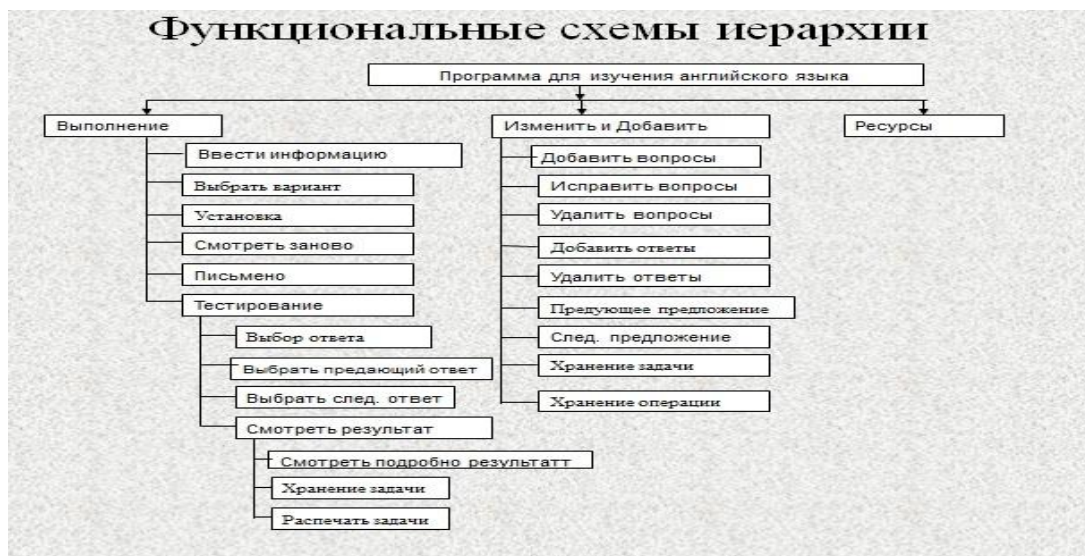 Функциональные схемы иерархии
Программа для изучения английского языка
Выполнение
Ввести информацию
Выбрать вариант
Установка
Смотреть заново
Письмено
Тестирование
Выбор ответа
Выбрать предающий ответ
Выбрать след. ответ
Смотреть результат
Смотреть подробно результатт
Хранение задачи
Распечать задачи
Изменить и Добавить
Добавить вопросы
Исправить вопросы
Удалить вопросы
Добавить ответы
Удалить ответы
Предующее предложение
След. предложение
Хранение задачи
Хранение операции
Ресурсы